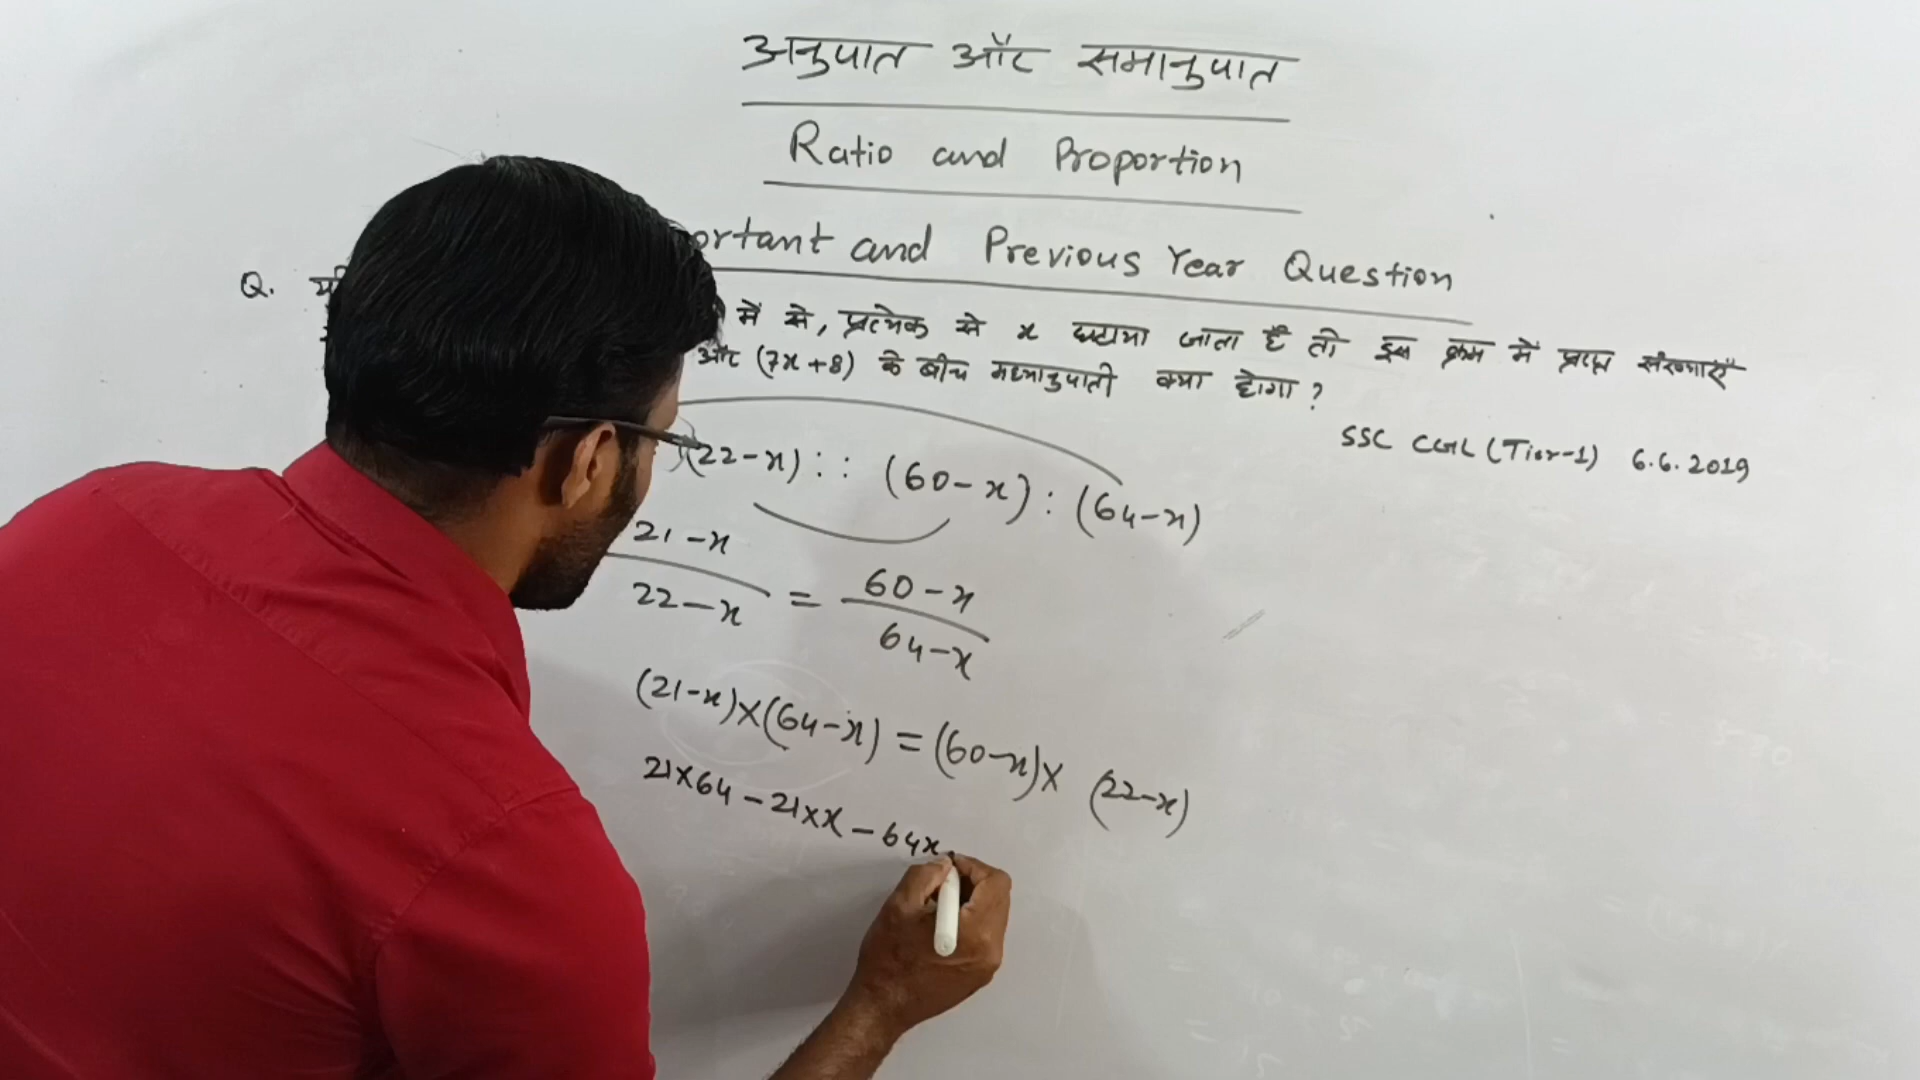 अनुपात और समानुपात
Ratio and Proportion
ortant and Previous Year Question
Q. में से, प्रत्येक से x घटाया जाता है तो इस क्रम में प्राप्त संख्याएँ
और (7x+8) के बीच मध्यानुपाती क्या होगा?
SSC CGL (Tier-1) 6.6.2019
(22-x) :: (60-x) : (64-x)
21-x
22-x
=
60-x
64-x
(21-x)×(64-x) = (60-x)× (22-x)
21×64 - 21×x - 64x